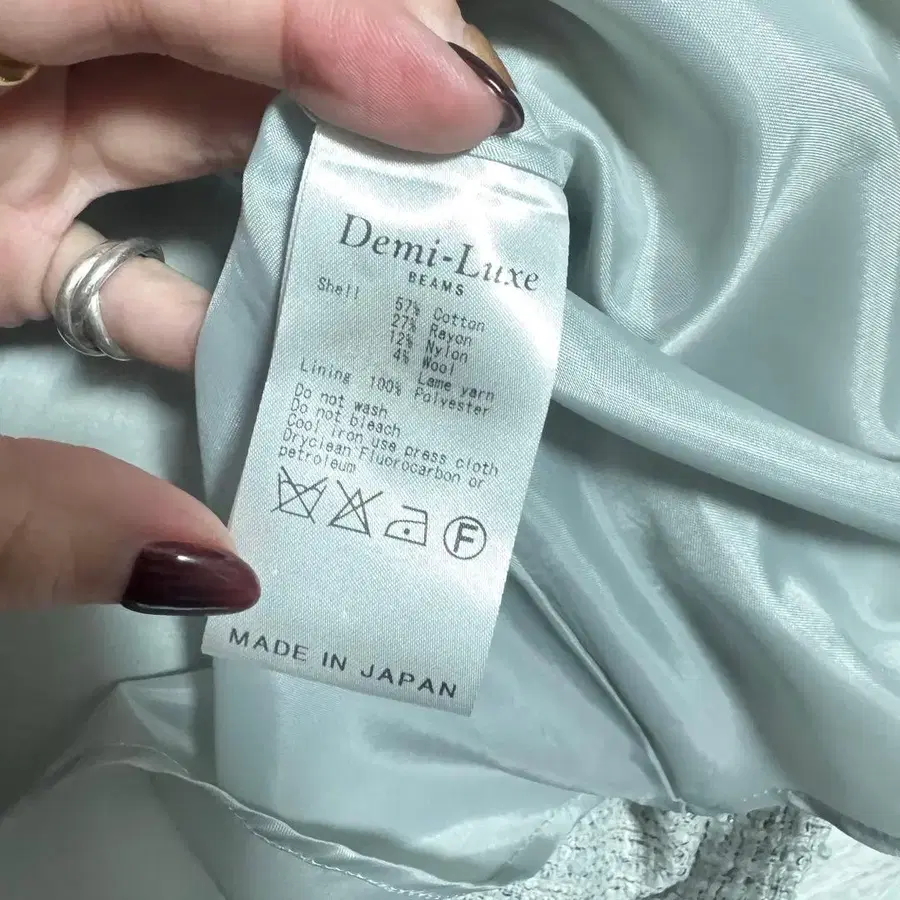 Demi-Luxe
BEAMS
Shell 57% Cotton
27% Rayon
12% Nylon
4% Wool
Lame yarn
Lining 100% Polyester
Do not wash
Do not bleach
Cool iron use press cloth
Dryclean Fluorocarbon or
petroleum
F
MADE IN JAPAN